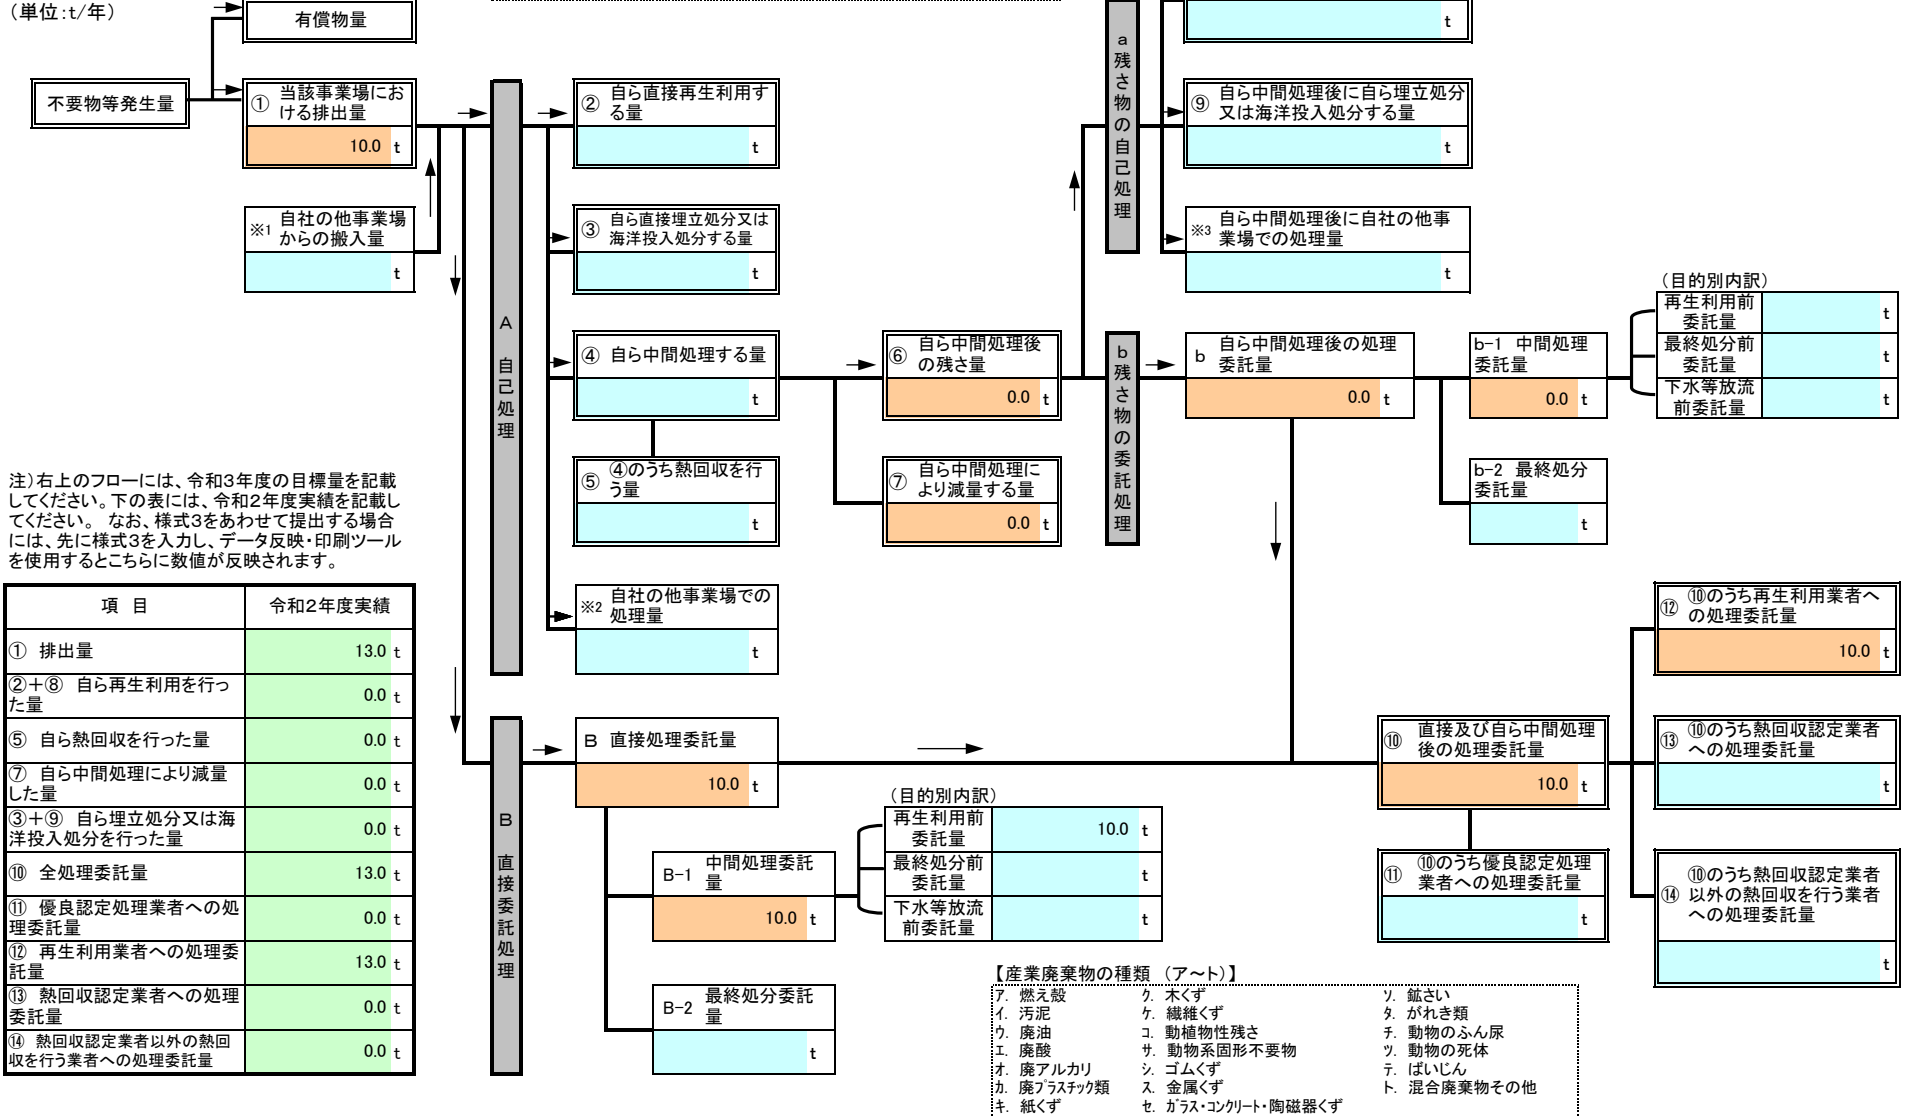 （単位：t/年）
有償物量
t
不要物等発生量
① 当該事業場にお
ける排出量
10.0 t
※1 自社の他事業場
からの搬入量
t
A 自己処理
② 自ら直接再生利用す
る量
t
③ 自ら直接埋立処分又は
海洋投入処分する量
t
④ 自ら中間処理する量
t
⑤ ④のうち熱回収を行
う量
t
※2 自社の他事業場での
処理量
t
⑥ 自ら中間処理後
の残さ量
0.0 t
⑦ 自ら中間処理に
より減量する量
0.0 t
a残さ物の自己処理
⑨ 自ら中間処理後に自ら埋立処分
又は海洋投入処分する量
t
※3 自ら中間処理後に自社の他事
業場での処理量
t
b残さ物の委託処理
b 自ら中間処理後の処理
委託量
0.0 t
b-1 中間処理
委託量
0.0 t
（目的別内訳）
再生利用前
委託量
t
最終処分前
委託量
t
下水等放流
前委託量
t
b-2 最終処分
委託量
t
注）右上のフローには、令和3年度の目標量を記載
してください。下の表には、令和2年度実績を記載し
てください。 なお、様式3をあわせて提出する場合
には、先に様式3を入力し、データ反映・印刷ツール
を使用するとこちらに数値が反映されます。
項 目 令和2年度実績
① 排出量 13.0 t
②＋⑧ 自ら再生利用を行っ
た量 0.0 t
⑤ 自ら熱回収を行った量 0.0 t
⑦ 自ら中間処理により減量
した量 0.0 t
③＋⑨ 自ら埋立処分又は海
洋投入処分を行った量 0.0 t
⑩ 全処理委託量 13.0 t
⑪ 優良認定処理業者への処
理委託量 0.0 t
⑫ 再生利用業者への処理委
託量 13.0 t
⑬ 熱回収認定業者への処理
委託量 0.0 t
⑭ 熱回収認定業者以外の熱回
収を行う業者への処理委託量 0.0 t
B 直接委託処理
B 直接処理委託量
10.0 t
B-1 中間処理委託
量
10.0 t
（目的別内訳）
再生利用前
委託量
10.0 t
最終処分前
委託量
t
下水等放流
前委託量
t
B-2 最終処分委託
量
t
⑩ 直接及び自ら中間処理
後の処理委託量
10.0 t
⑪ ⑩のうち優良認定処理
業者への処理委託量
t
⑫ ⑩のうち再生利用業者へ
の処理委託量
10.0 t
⑬ ⑩のうち熱回収認定業者
への処理委託量
t
⑭ ⑩のうち熱回収認定業者
以外の熱回収を行う業者
への処理委託量
t
【産業廃棄物の種類 （ア～ト）】
ア. 燃え殻 ク. 木くず ソ. 鉱さい
イ. 汚泥 ケ. 繊維くず タ. がれき類
ウ. 廃油 コ. 動植物性残さ チ. 動物のふん尿
エ. 廃酸 サ. 動物系固形不要物 ツ. 動物の死体
オ. 廃アルカリ シ. ゴムくず テ. ばいじん
カ. 廃プラスチック類 ス. 金属くず ト. 混合廃棄物その他
キ. 紙くず セ. ガラス・コンクリート・陶磁器くず